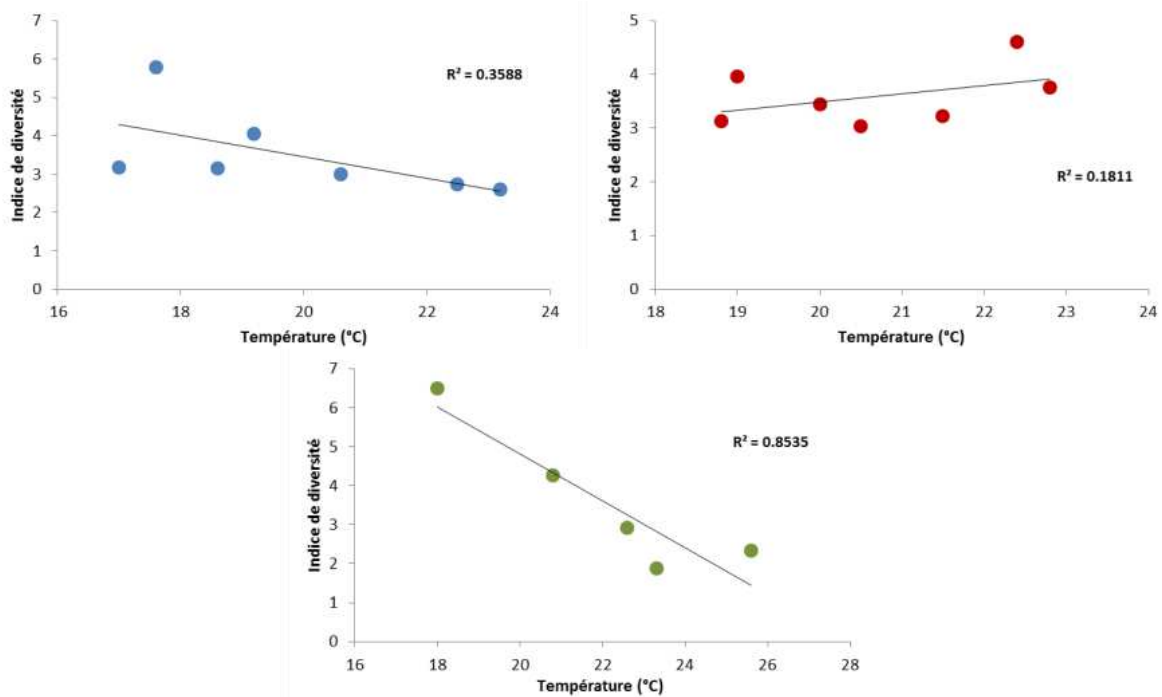 7
6
5
4
3
2
1
0
Indice de diversité
R² = 0.3588
16 18 20 22 24
Température (°C)
5
4
3
2
1
0
Indice de diversité
R² = 0.1811
18 19 20 21 22 23 24
Température (°C)
7
6
5
4
3
2
1
0
Indice de diversité
R² = 0.8535
16 18 20 22 24 26 28
Température (°C)